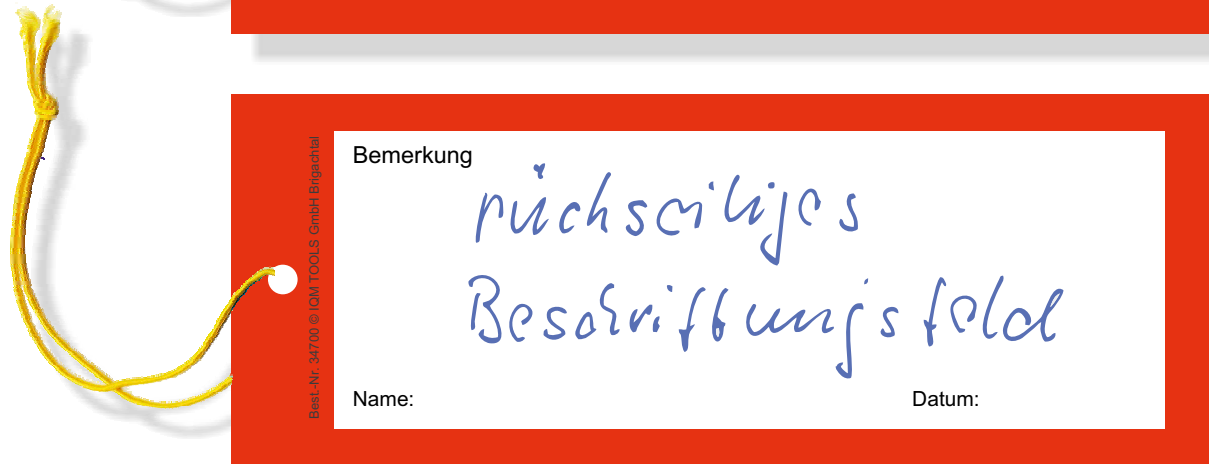 Bemerkung
rückseitiges
Beschriftungsfeld
Name:
Datum:
Best.-Nr. 34700 © IQM TOOLS GmbH Brigachtal